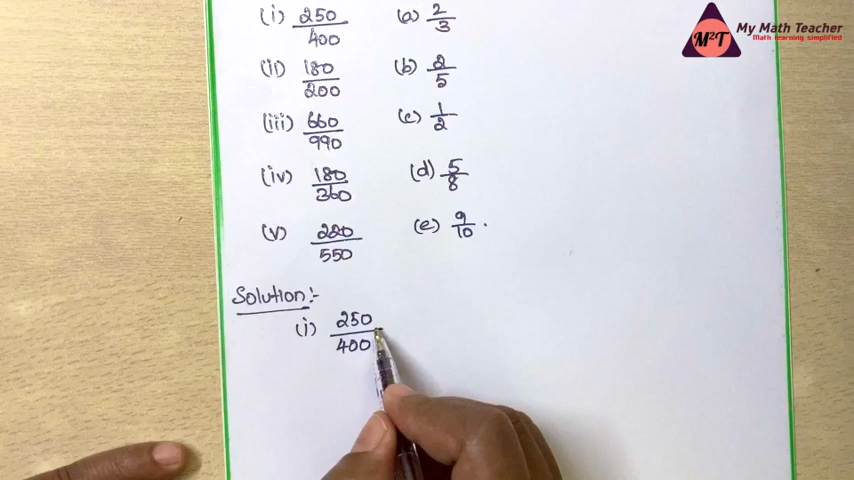 (i) 250/400 (a) 2/3
(ii) 180/200 (b) 2/5
(iii) 660/990 (c) 1/2
(iv) 180/360 (d) 5/8
(v) 220/550 (e) 9/10.
Solution:-
(i) 250/400
M²T
My Math Teacher
Math learning simplified